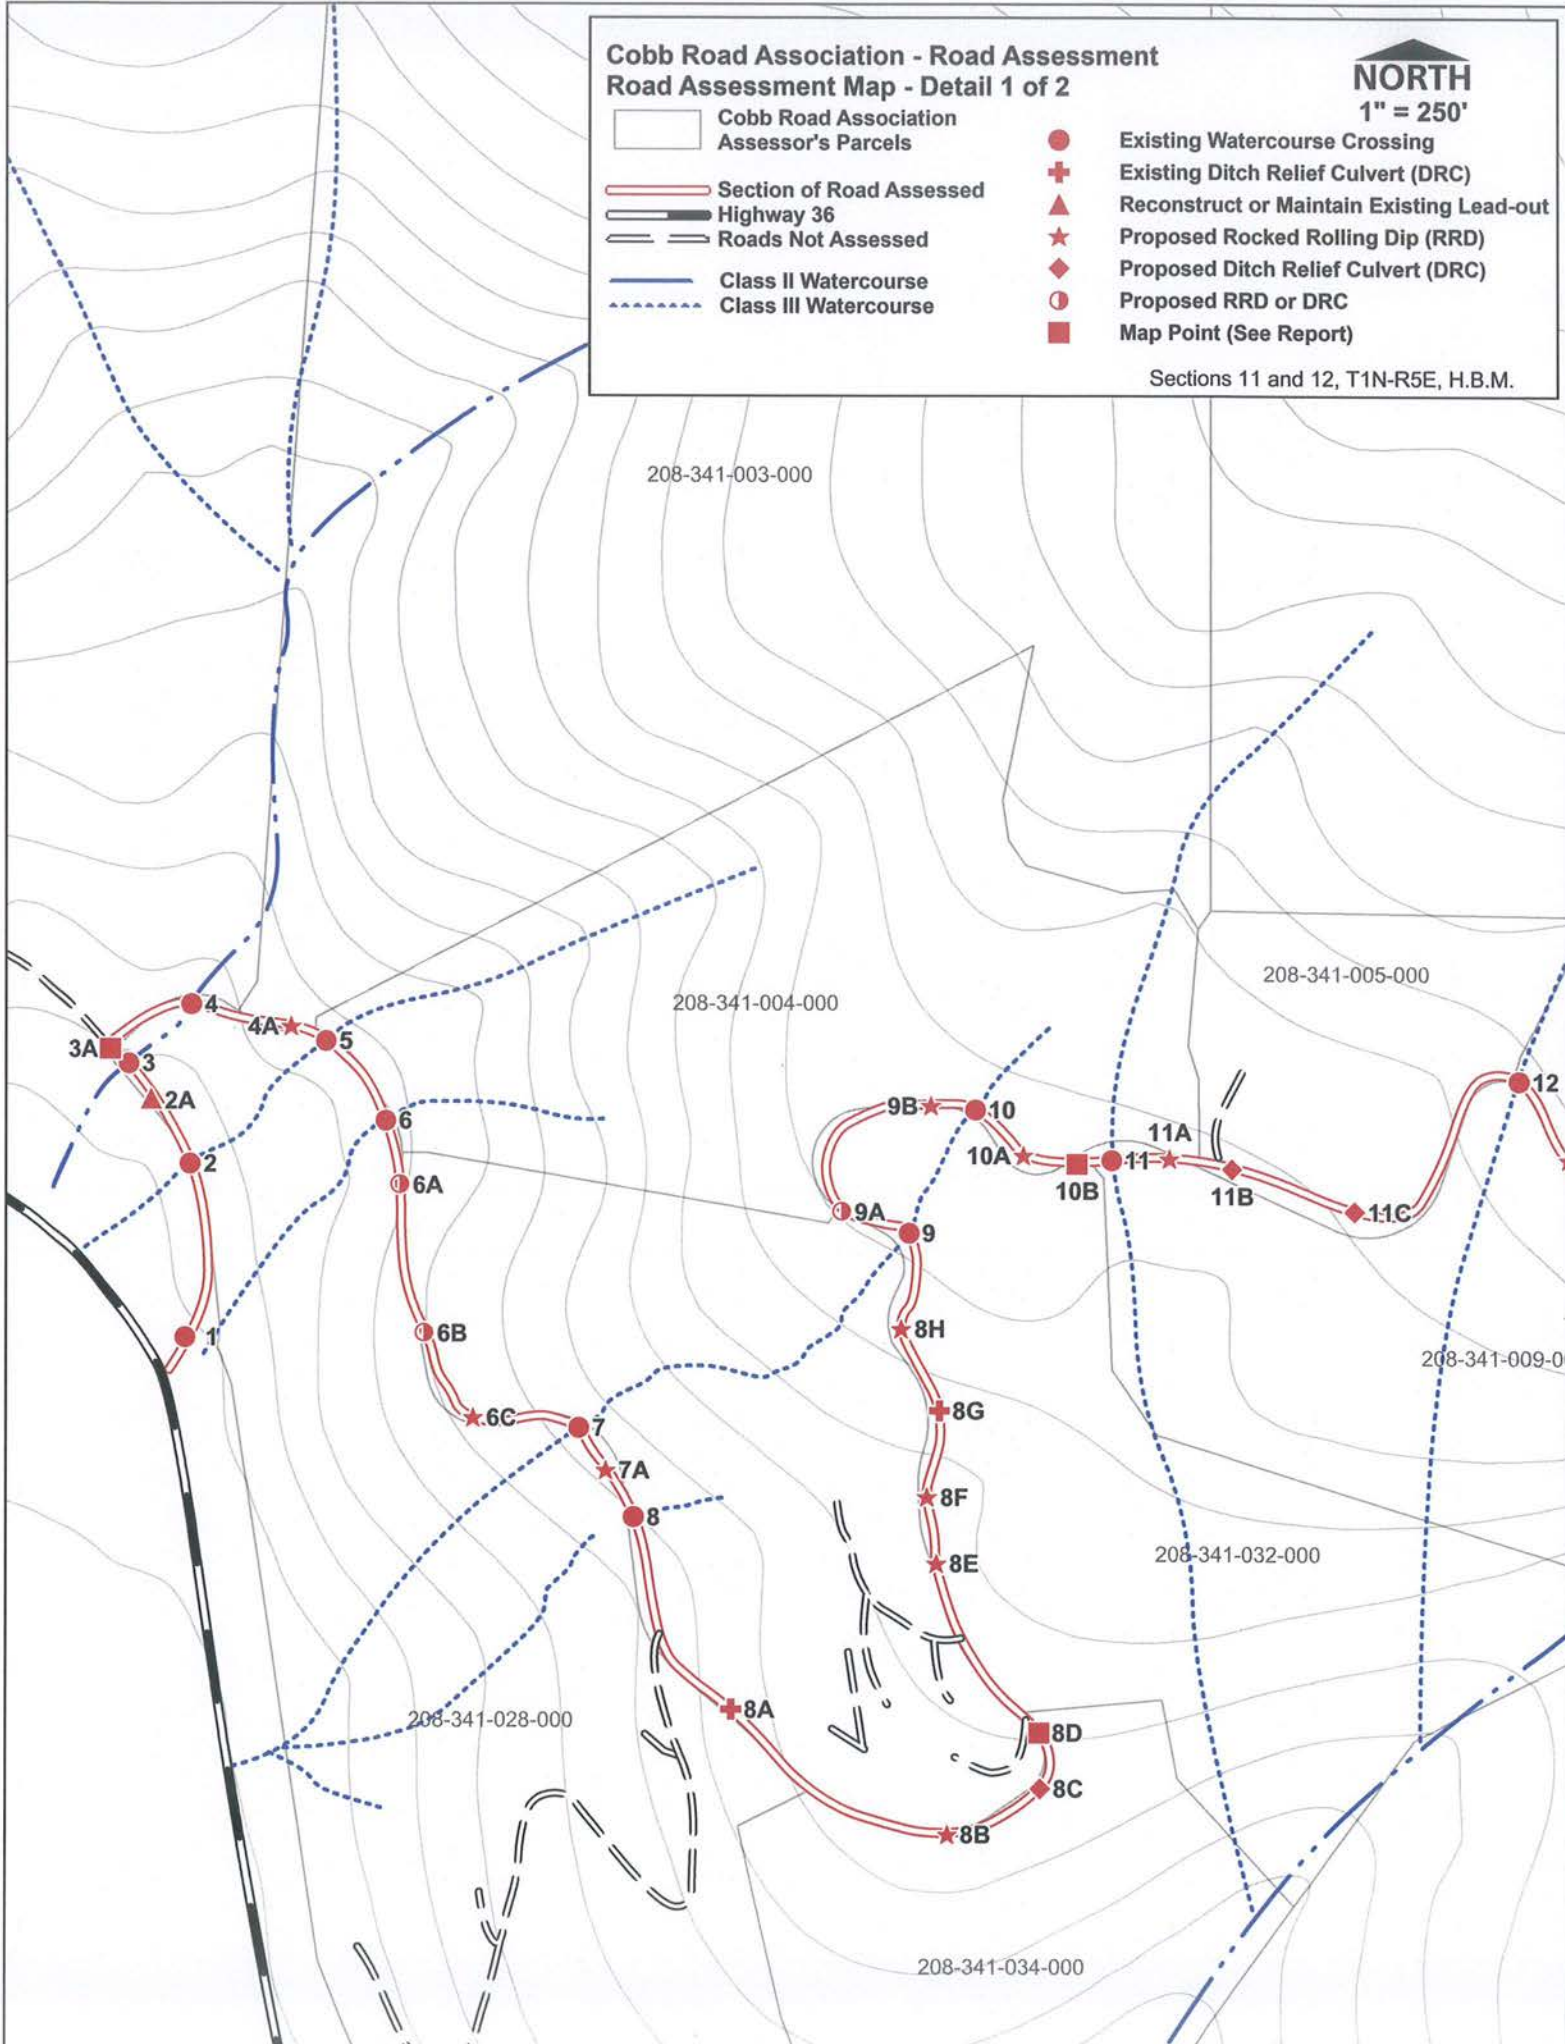 Cobb Road Association - Road Assessment
Road Assessment Map - Detail 1 of 2
NORTH
1" = 250'
Cobb Road Association
Assessor's Parcels
Section of Road Assessed
Highway 36
Roads Not Assessed
Class II Watercourse
Class III Watercourse
Existing Watercourse Crossing
Existing Ditch Relief Culvert (DRC)
Reconstruct or Maintain Existing Lead-out
Proposed Rocked Rolling Dip (RRD)
Proposed Ditch Relief Culvert (DRC)
Proposed RRD or DRC
Map Point (See Report)
Sections 11 and 12, T1N-R5E, H.B.M.
208-341-003-000
208-341-005-000
208-341-004-000
4
4A
5
3A
3
2A
6
2
6A
1
6B
6C
7
7A
8
9B
10
10A
10B
11
11A
11B
11C
12
9A
9
8H
208-341-009-0
8G
8F
8E
208-341-032-000
208-341-028-000
8A
8D
8C
8B
208-341-034-000